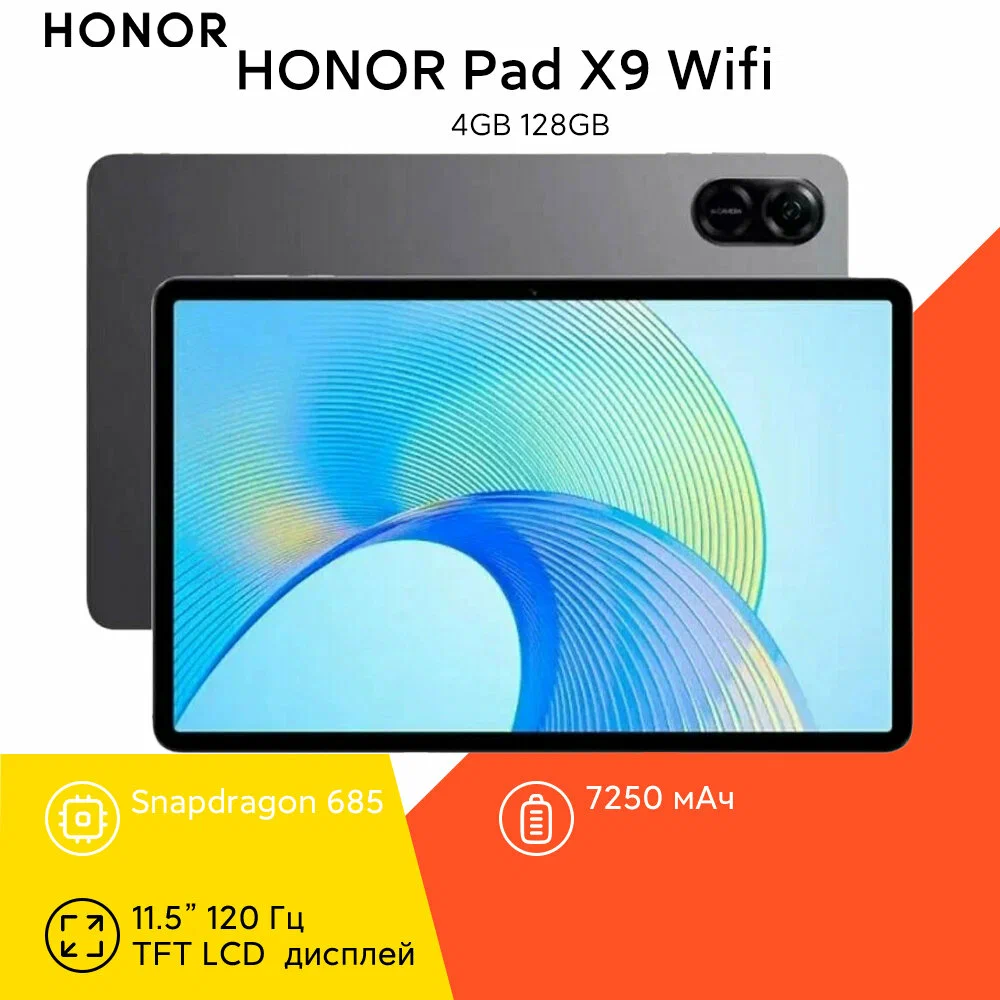 HONOR
HONOR Pad X9 Wifi
4GB 128GB
Snapdragon 685
7250 мАч
11.5” 120 Гц
TFT LCD дисплей